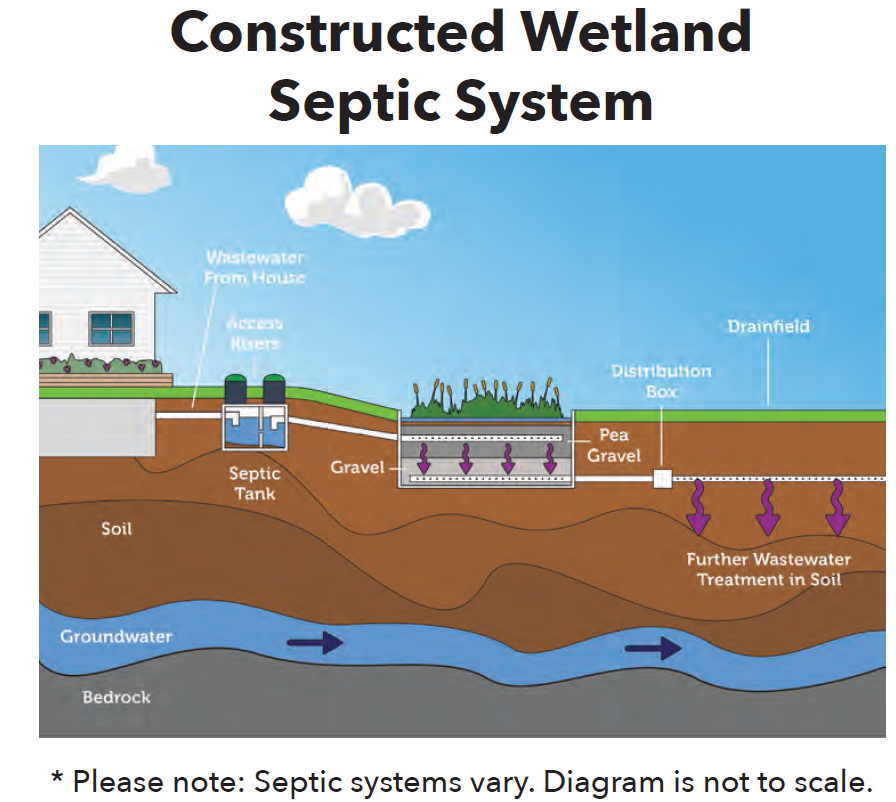 Constructed Wetland
Septic System
Wastewater
From House
Access
Risers
Drainfield
Distribution
Box
Pea
Gravel
Gravel
Septic
Tank
Soil
Further Wastewater
Treatment in Soil
Groundwater
Bedrock
* Please note: Septic systems vary. Diagram is not to scale.